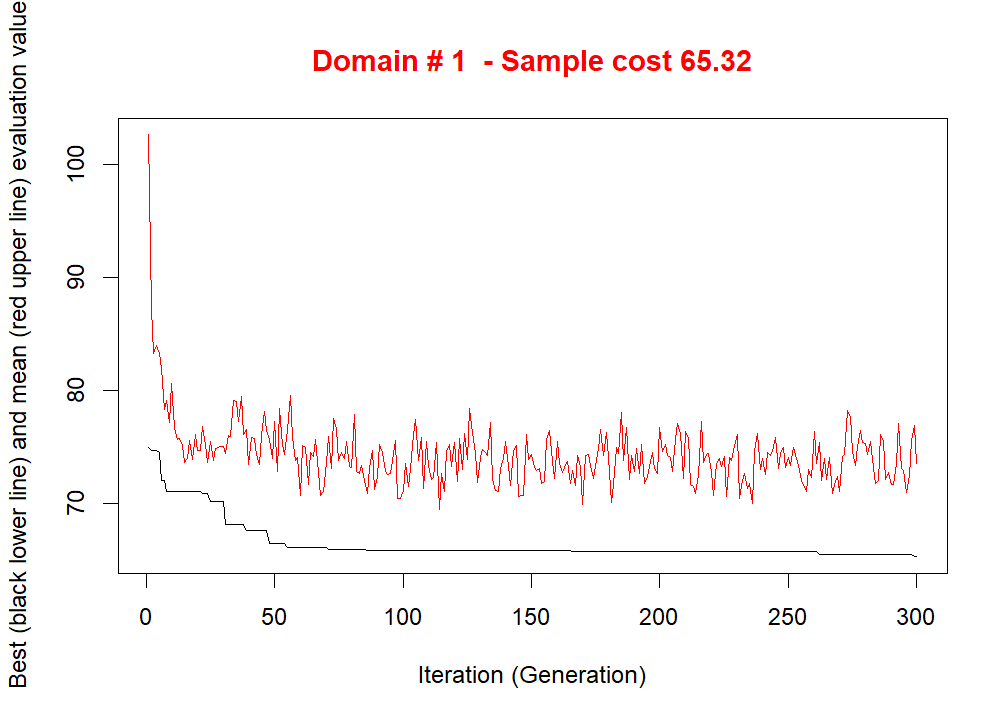 Domain # 1  - Sample cost 65.32
Best (black lower line) and mean (red upper line) evaluation value
100
90
80
70
0 50 100 150 200 250 300
Iteration (Generation)